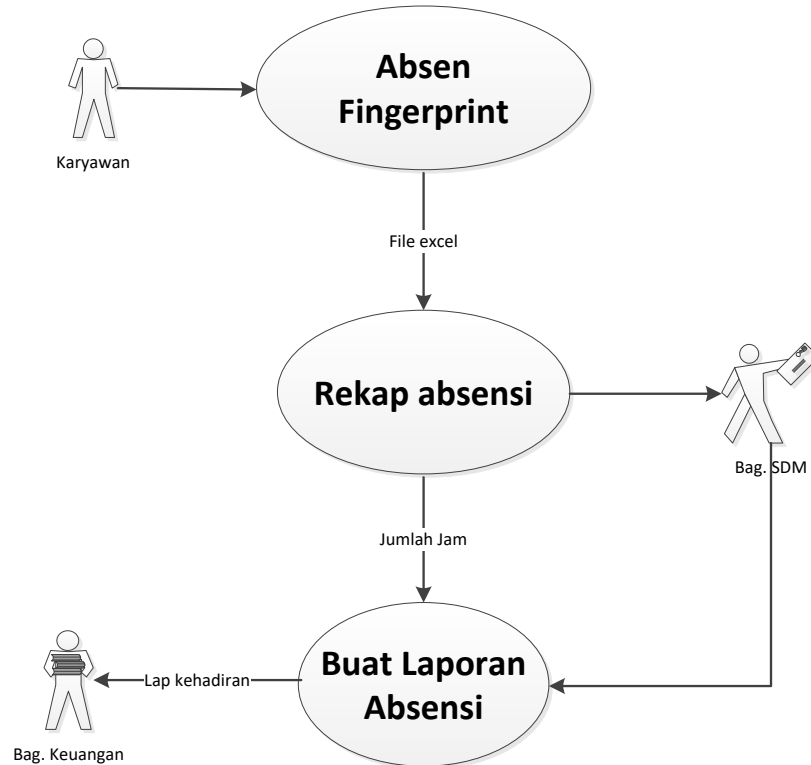 Absen
Fingerprint
Karyawan
File excel
Rekap absensi
Bag. SDM
Jumlah Jam
Buat Laporan
Absensi
Lap kehadiran
Bag. Keuangan